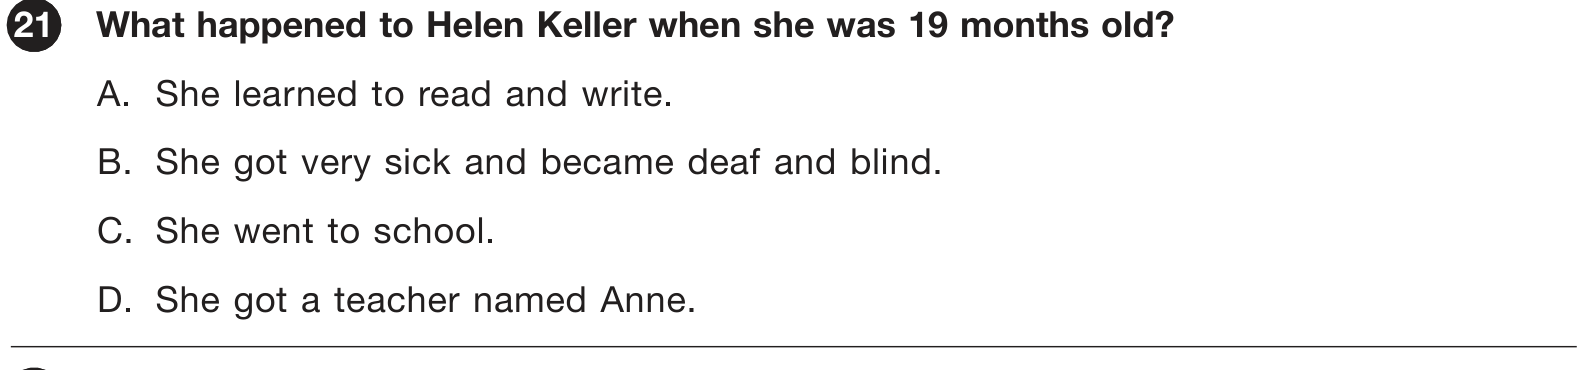 21 What happened to Helen Keller when she was 19 months old?
A. She learned to read and write.
B. She got very sick and became deaf and blind.
C. She went to school.
D. She got a teacher named Anne.